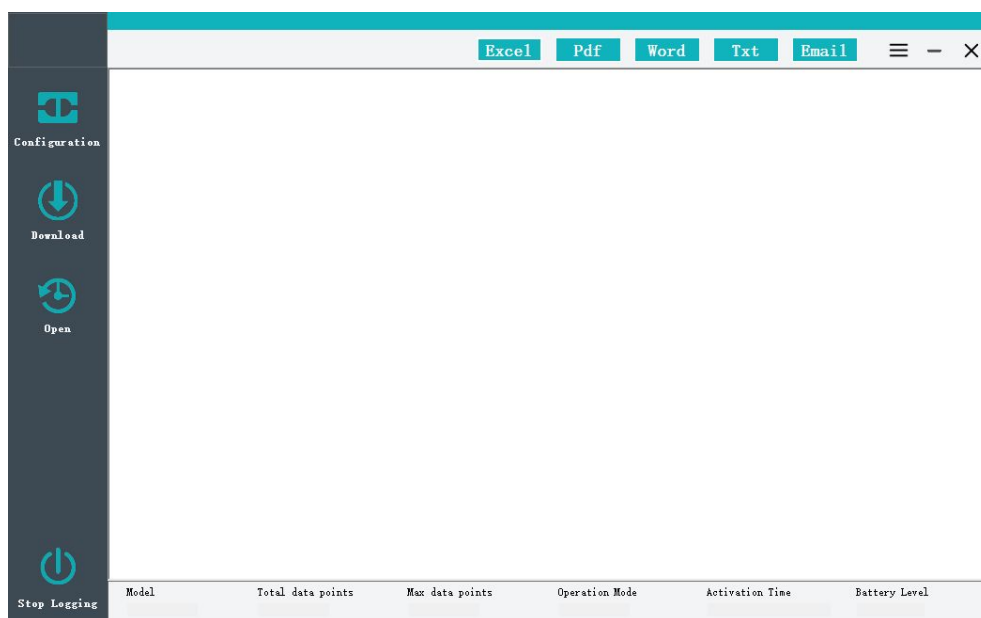 Excel Pdf Word Txt Email
Configuration
Download
Open
Stop Logging
Model Total data points Max data points Operation Mode Activation Time Battery Level